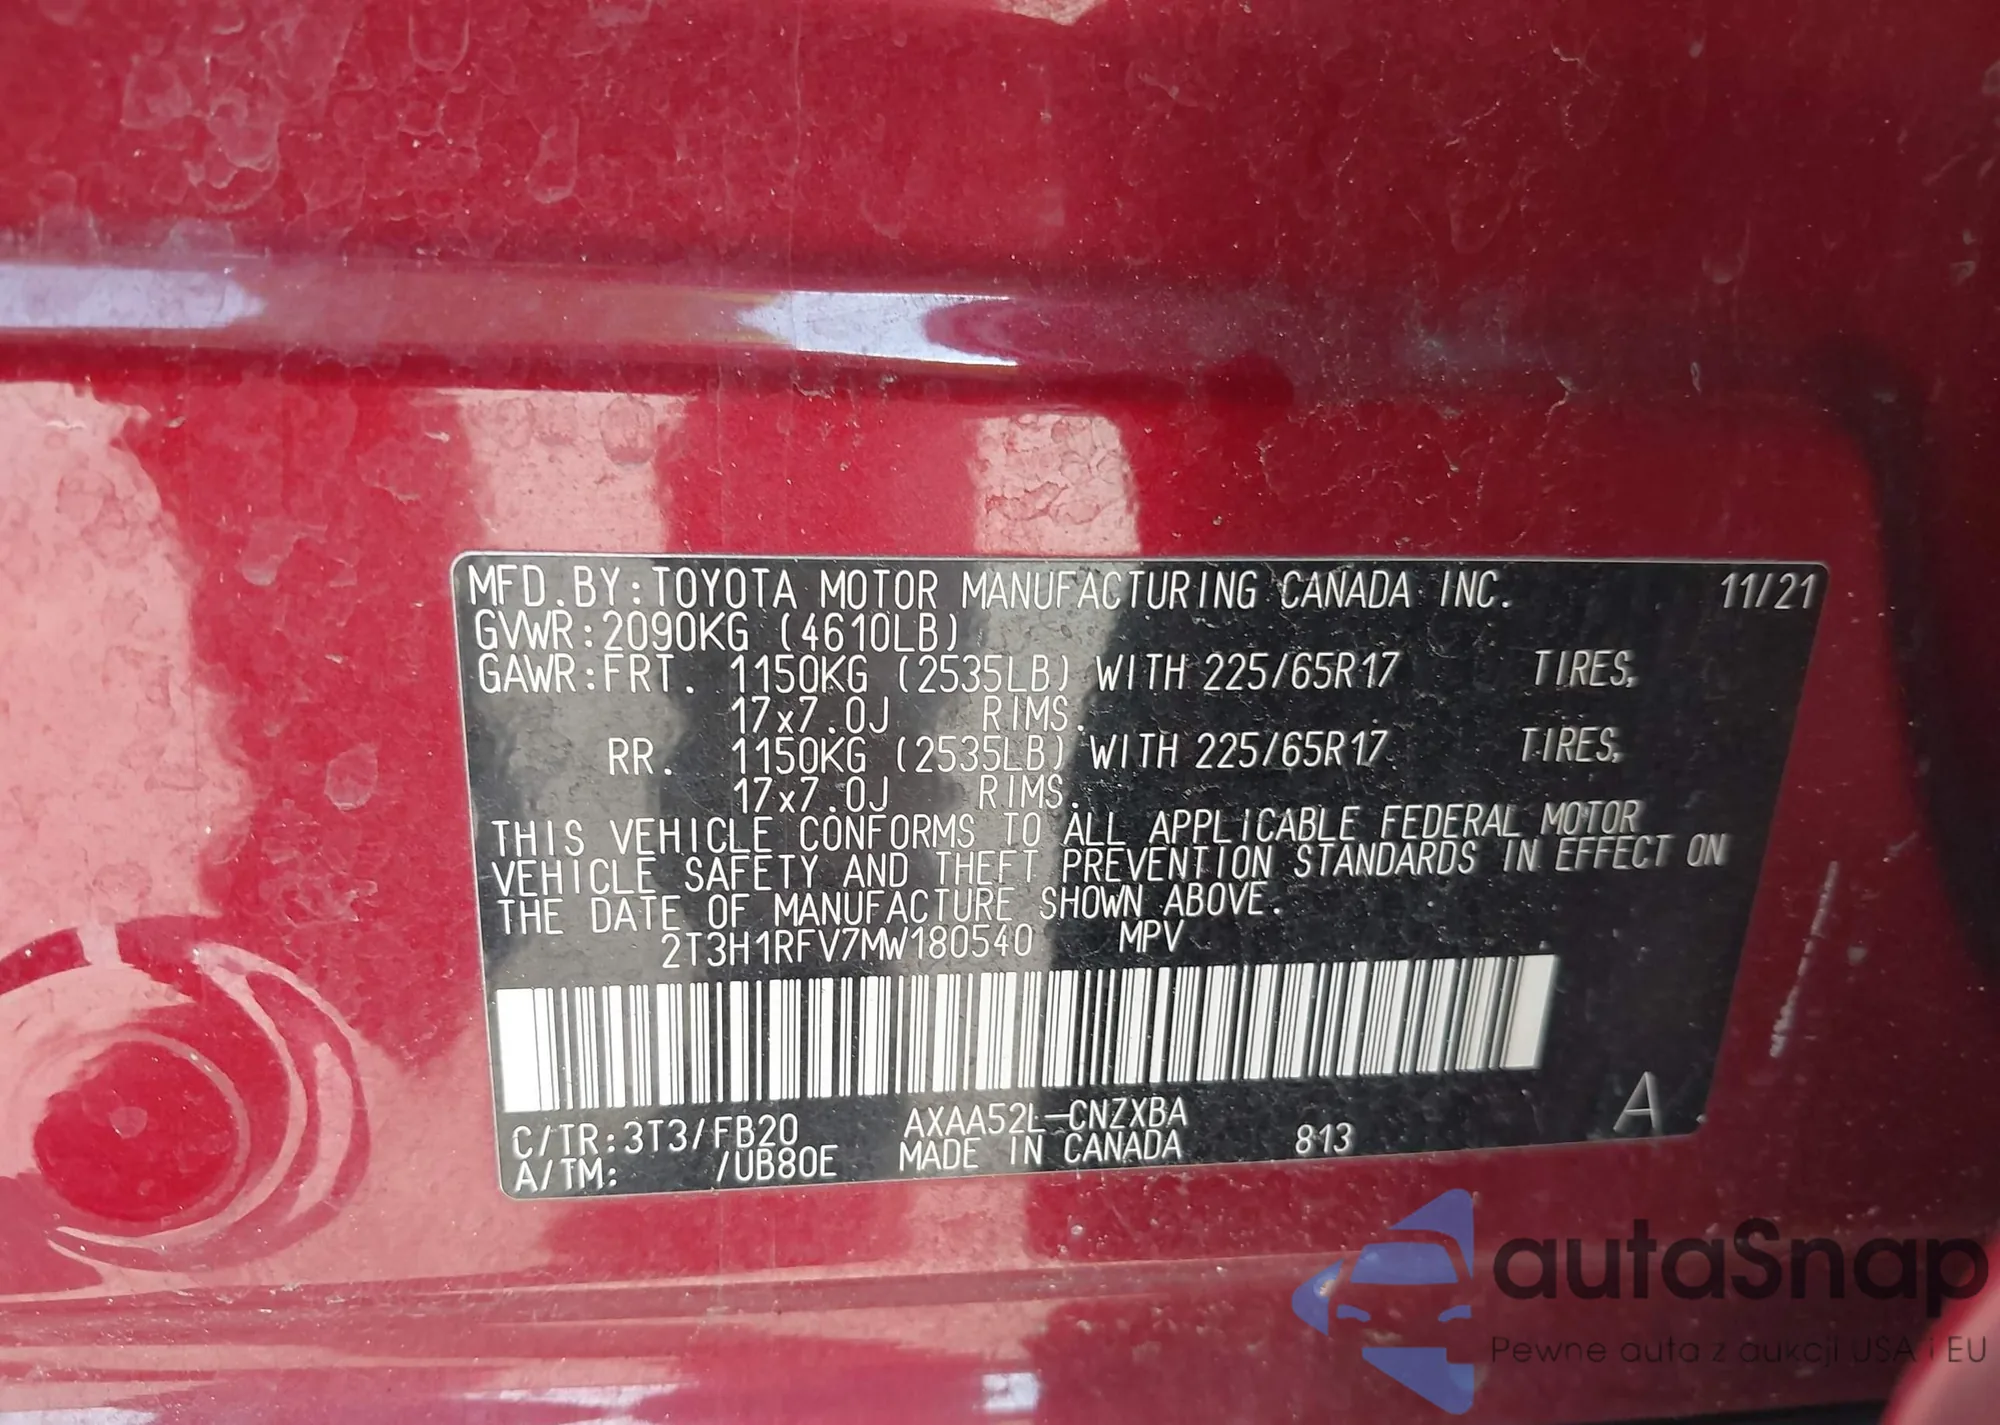 MFD.BY:TOYOTA MOTOR MANUFACTURING CANADA INC. 11/21
GVWR:2090KG (4610LB)
GAWR:FRT. 1150KG (2535LB) WITH 225/65R17 TIRES,
17x7.0J RIMS.
RR. 1150KG (2535LB) WITH 225/65R17 TIRES,
17x7.0J RIMS.
THIS VEHICLE CONFORMS TO ALL APPLICABLE FEDERAL MOTOR
VEHICLE SAFETY AND THEFT PREVENTION STANDARDS IN EFFECT ON
THE DATE OF MANUFACTURE SHOWN ABOVE.
2T3H1RFV7MW180540 MPV
C/TR:3T3/FB20 AXAA52L-CNZXBA
A/TM: /UB80E MADE IN CANADA 813 A
autaSnap
Pewne auta z aukcji USA i EU